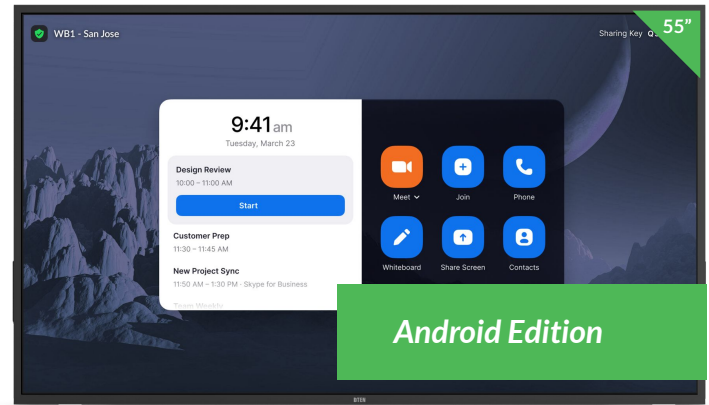 WB1 - San Jose
Sharing Key
55”
9:41am
Tuesday, March 23
Design Review
10:00 – 11:00 AM
Start
Customer Prep
11:30 – 11:45 AM
New Project Sync
11:50 AM – 1:30 PM · Skype for Business
Team Weekly
Meet
Join
Phone
Whiteboard
Share Screen
Contacts
Android Edition